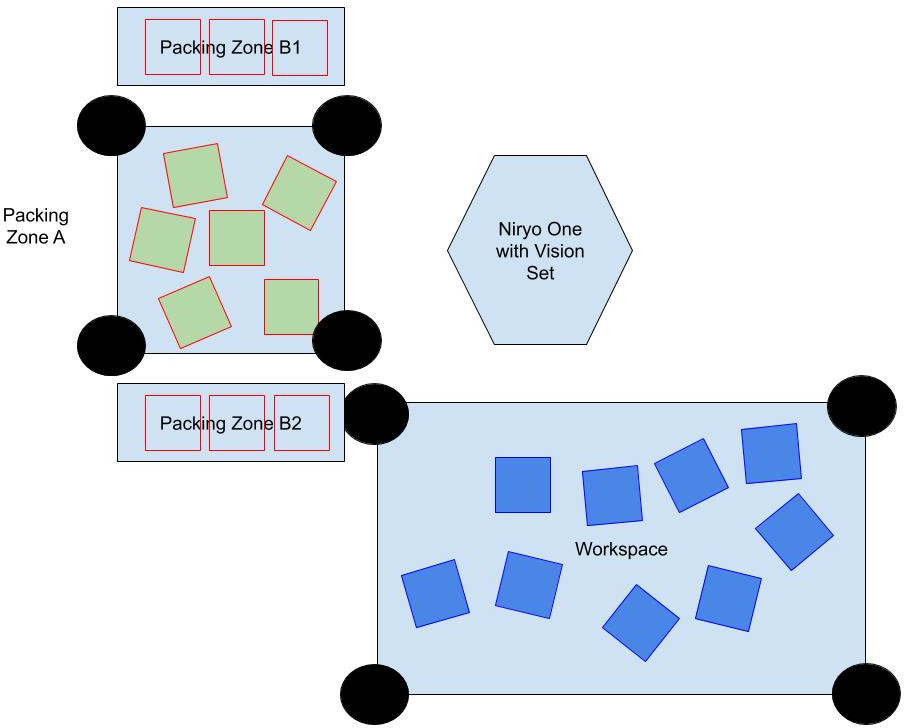 Packing Zone B1
Packing
Zone A
Niryo One
with Vision
Set
Packing Zone B2
Workspace